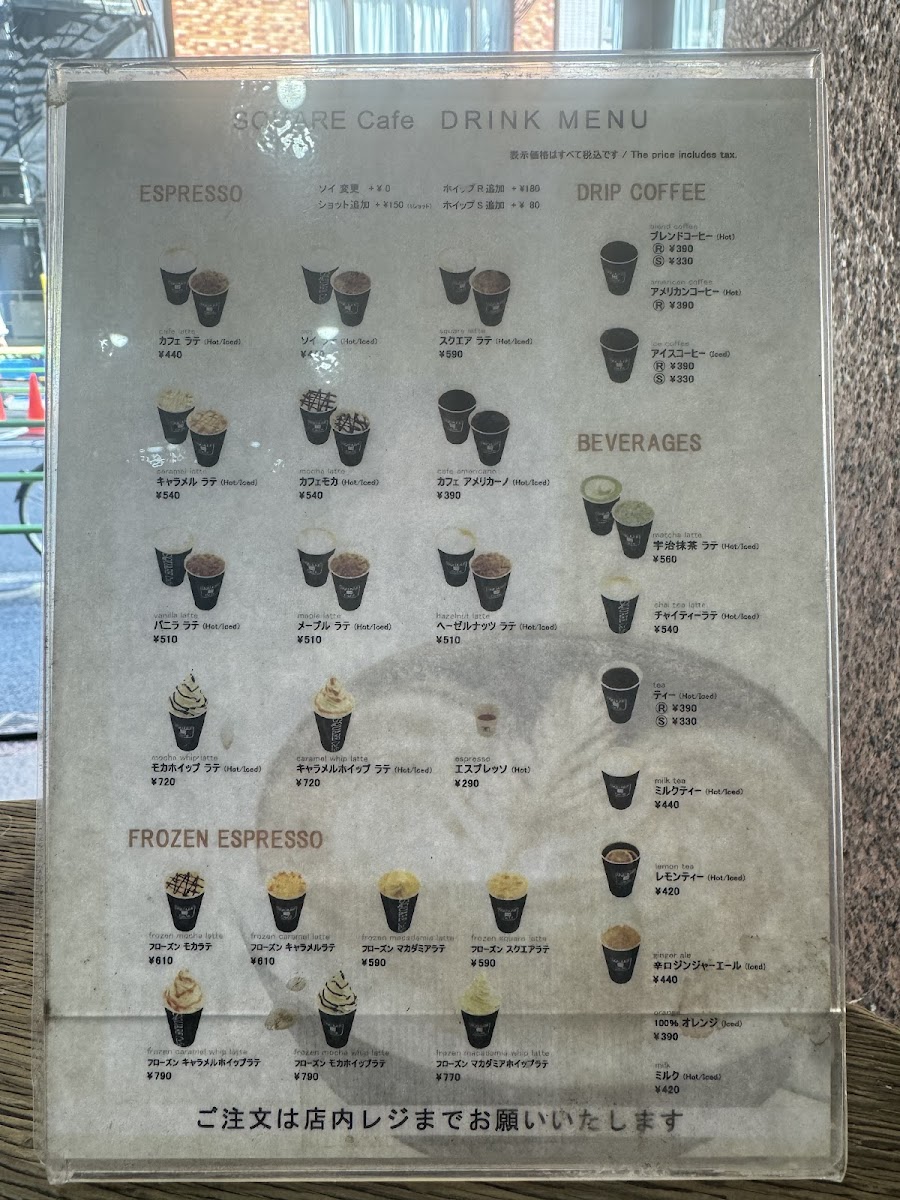 SQUARE Cafe DRINK MENU
表示価格はすべて税込です / The price includes tax.
ESPRESSO
ソイ 変更 +¥0
ショット追加 +¥150 (1ショット)
ホイップR追加 +¥180
ホイップS追加 +¥ 80
cafe latte
カフェ ラテ (Hot/Iced)
¥440
ソイ (Hot/Iced)
square latte
スクエア ラテ (Hot/Iced)
¥590
caramel latte
キャラメル ラテ (Hot/Iced)
¥540
mocha latte
カフェモカ (Hot/Iced)
¥540
cafe americano
カフェ アメリカーノ (Hot/Iced)
¥390
vanilla latte
バニラ ラテ (Hot/Iced)
¥510
maple latte
メープル ラテ (Hot/Iced)
¥510
hazelnut latte
ヘーゼルナッツ ラテ (Hot/Iced)
¥510
mocha whip latte
モカホイップ ラテ (Hot/Iced)
¥720
caramel whip latte
キャラメルホイップ ラテ (Hot/Iced)
¥720
espresso
エスプレッソ (Hot)
¥290
FROZEN ESPRESSO
frozen mocha latte
フローズン モカラテ
¥610
frozen caramel latte
フローズン キャラメルラテ
¥610
frozen macadamia latte
フローズン マカダミアラテ
¥590
frozen square latte
フローズン スクエアラテ
¥590
frozen caramel whip latte
フローズン キャラメルホイップラテ
¥790
frozen mocha whip latte
フローズン モカホイップラテ
¥790
frozen macadamia whip latte
フローズン マカダミアホイップラテ
¥770
DRIP COFFEE
blend coffee
ブレンドコーヒー (Hot)
Ⓡ ¥390
Ⓢ ¥330
american coffee
アメリカンコーヒー (Hot)
Ⓡ ¥390
ice coffee
アイスコーヒー (Iced)
Ⓡ ¥390
Ⓢ ¥330
BEVERAGES
matcha latte
宇治抹茶 ラテ (Hot/Iced)
¥560
chai tea latte
チャイティーラテ (Hot/Iced)
¥540
tea
ティー (Hot/Iced)
Ⓡ ¥390
Ⓢ ¥330
milk tea
ミルクティー (Hot/Iced)
¥440
lemon tea
レモンティー (Hot/Iced)
¥420
ginger ale
辛口ジンジャーエール (Iced)
¥440
orange
100% オレンジ (Iced)
¥390
milk
ミルク (Hot/Iced)
¥420
ご注文は店内レジまでお願いいたします